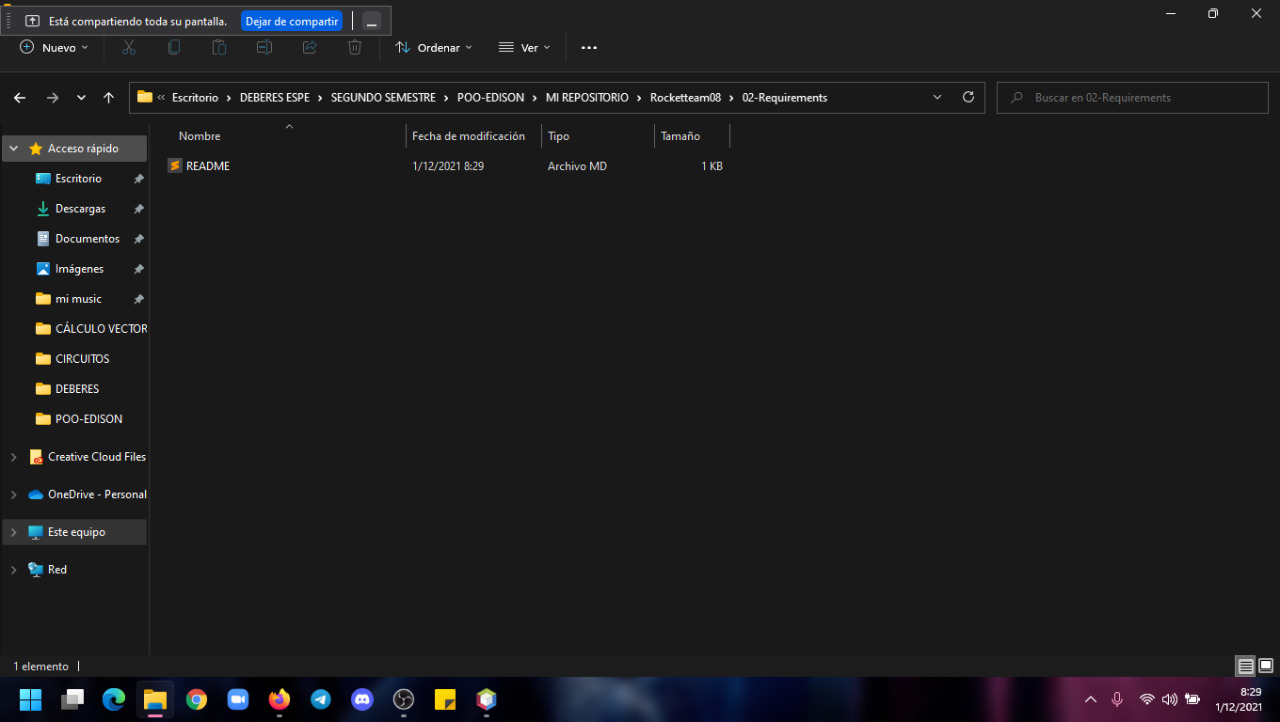 Está compartiendo toda su pantalla. Dejar de compartir
Nuevo Ordenar Ver
« Escritorio › DEBERES ESPE › SEGUNDO SEMESTRE › POO-EDISON › MI REPOSITORIO › Rocketteam08 › 02-Requirements
Buscar en 02-Requirements
Nombre Fecha de modificación Tipo Tamaño
README 1/12/2021 8:29 Archivo MD 1 KB
Acceso rápido
Escritorio
Descargas
Documentos
Imágenes
mi music
CÁLCULO VECTOR
CIRCUITOS
DEBERES
POO-EDISON
Creative Cloud Files
OneDrive - Personal
Este equipo
Red
1 elemento
8:29
1/12/2021